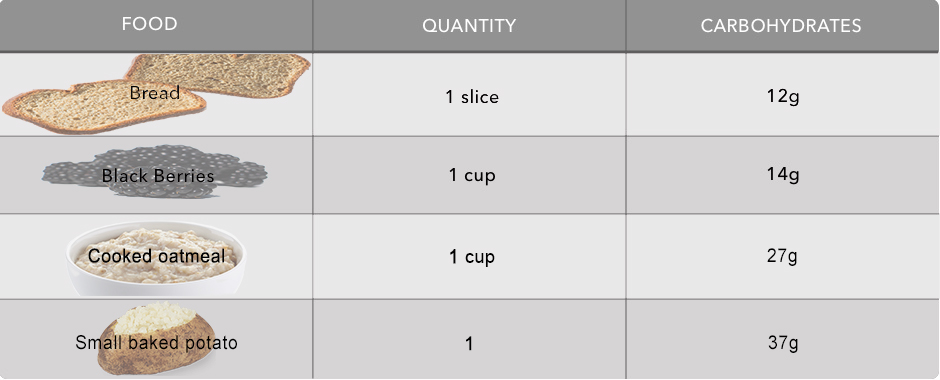 FOOD QUANTITY CARBOHYDRATES
Bread 1 slice 12g
Black Berries 1 cup 14g
Cooked oatmeal 1 cup 27g
Small baked potato 1 37g